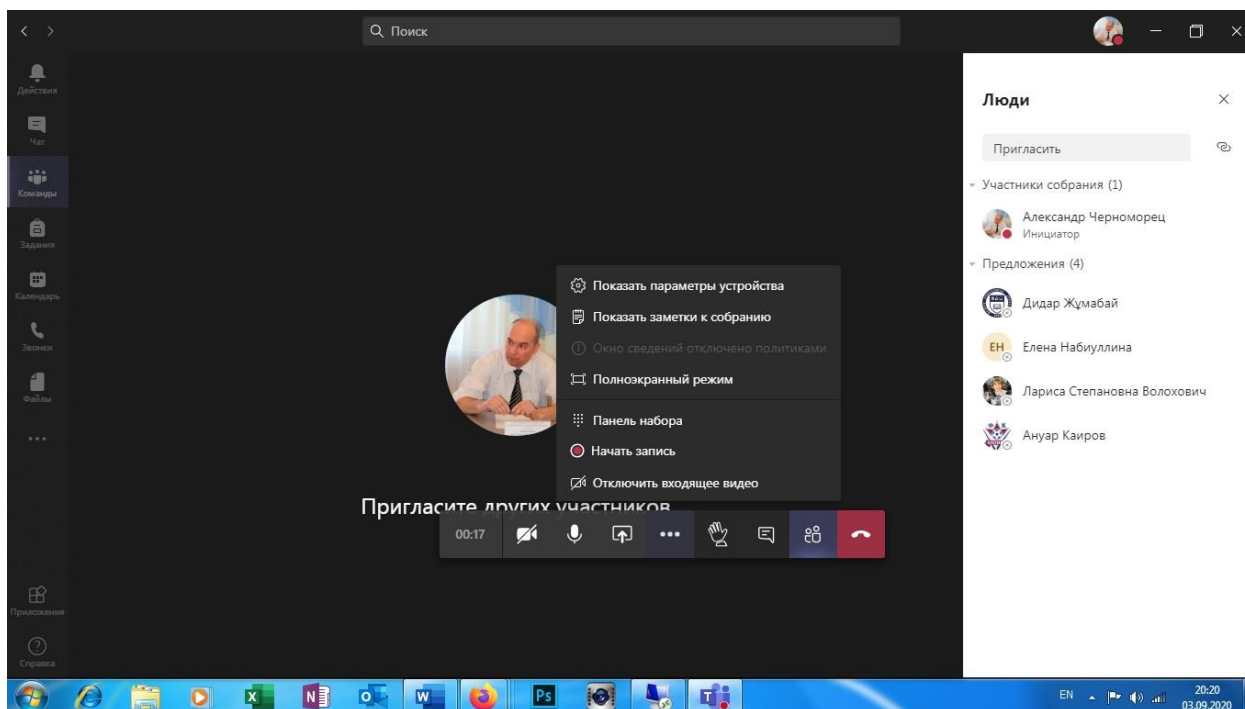 Поиск
Действия
Чат
Команды
Задания
Календарь
Звонки
Файлы
Приложения
Справка
Показать параметры устройства
Показать заметки к собранию
Окно сведений отключено политиками
Полноэкранный режим
Панель набора
Начать запись
Отключить входящее видео
Пригласите других участников
00:17
Люди
Пригласить
Участники собрания (1)
Александр Черноморец
Инициатор
Предложения (4)
Дидар Жұмабай
ЕН Елена Набиуллина
Лариса Степановна Волохович
Ануар Каиров
X
N
O
W
Ps
T
EN
20:20
03.09.2020